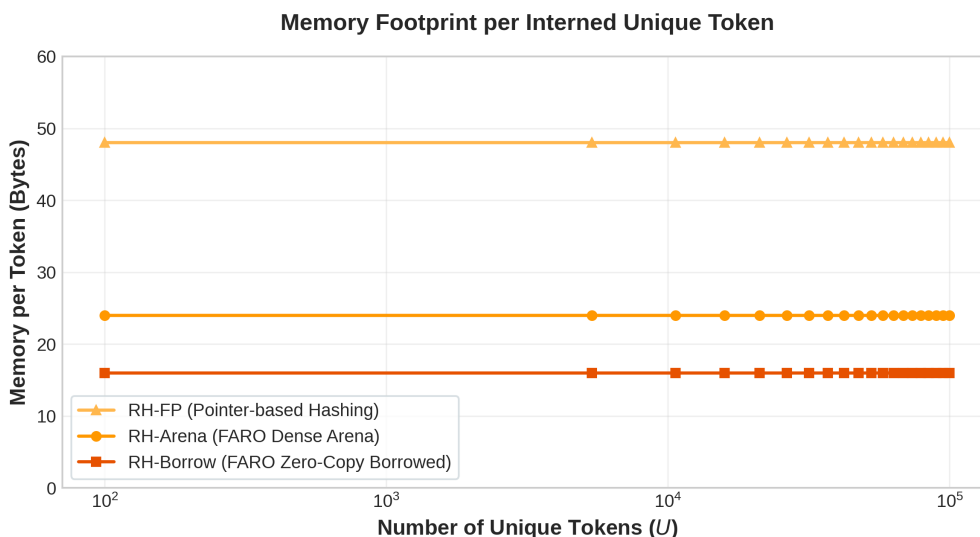 Memory Footprint per Interned Unique Token
Memory per Token (Bytes)
60
50
40
30
20
10
0
RH-FP (Pointer-based Hashing)
RH-Arena (FARO Dense Arena)
RH-Borrow (FARO Zero-Copy Borrowed)
10² 10³ 10⁴ 10⁵
Number of Unique Tokens (U)